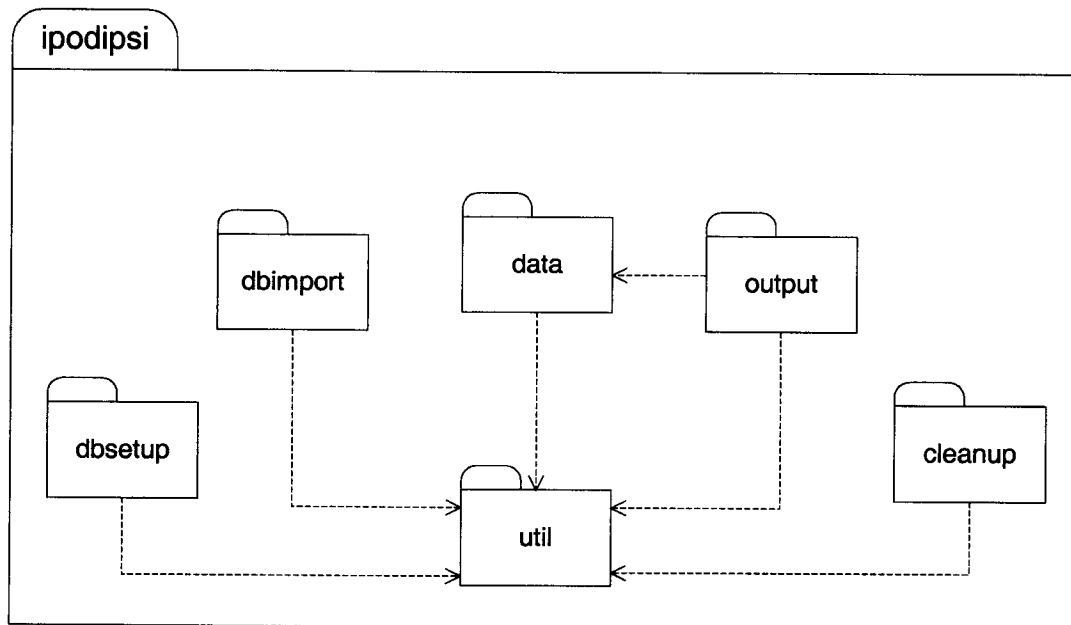 ipodipsi
dbimport
data
output
dbsetup
cleanup
util